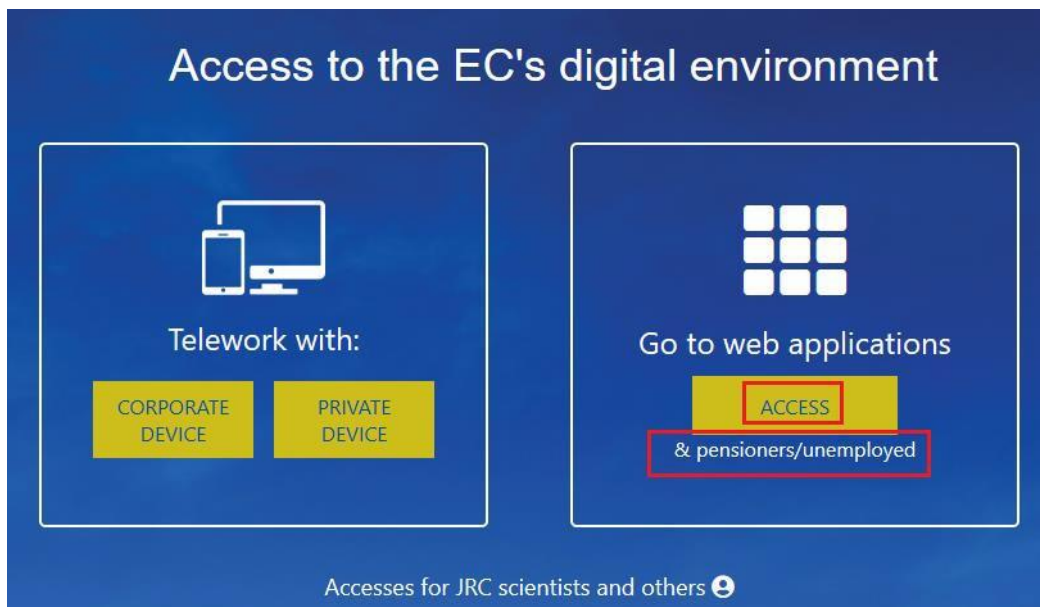 Access to the EC's digital environment
Telework with:
CORPORATE
DEVICE
PRIVATE
DEVICE
Go to web applications
ACCESS
& pensioners/unemployed
Accesses for JRC scientists and others